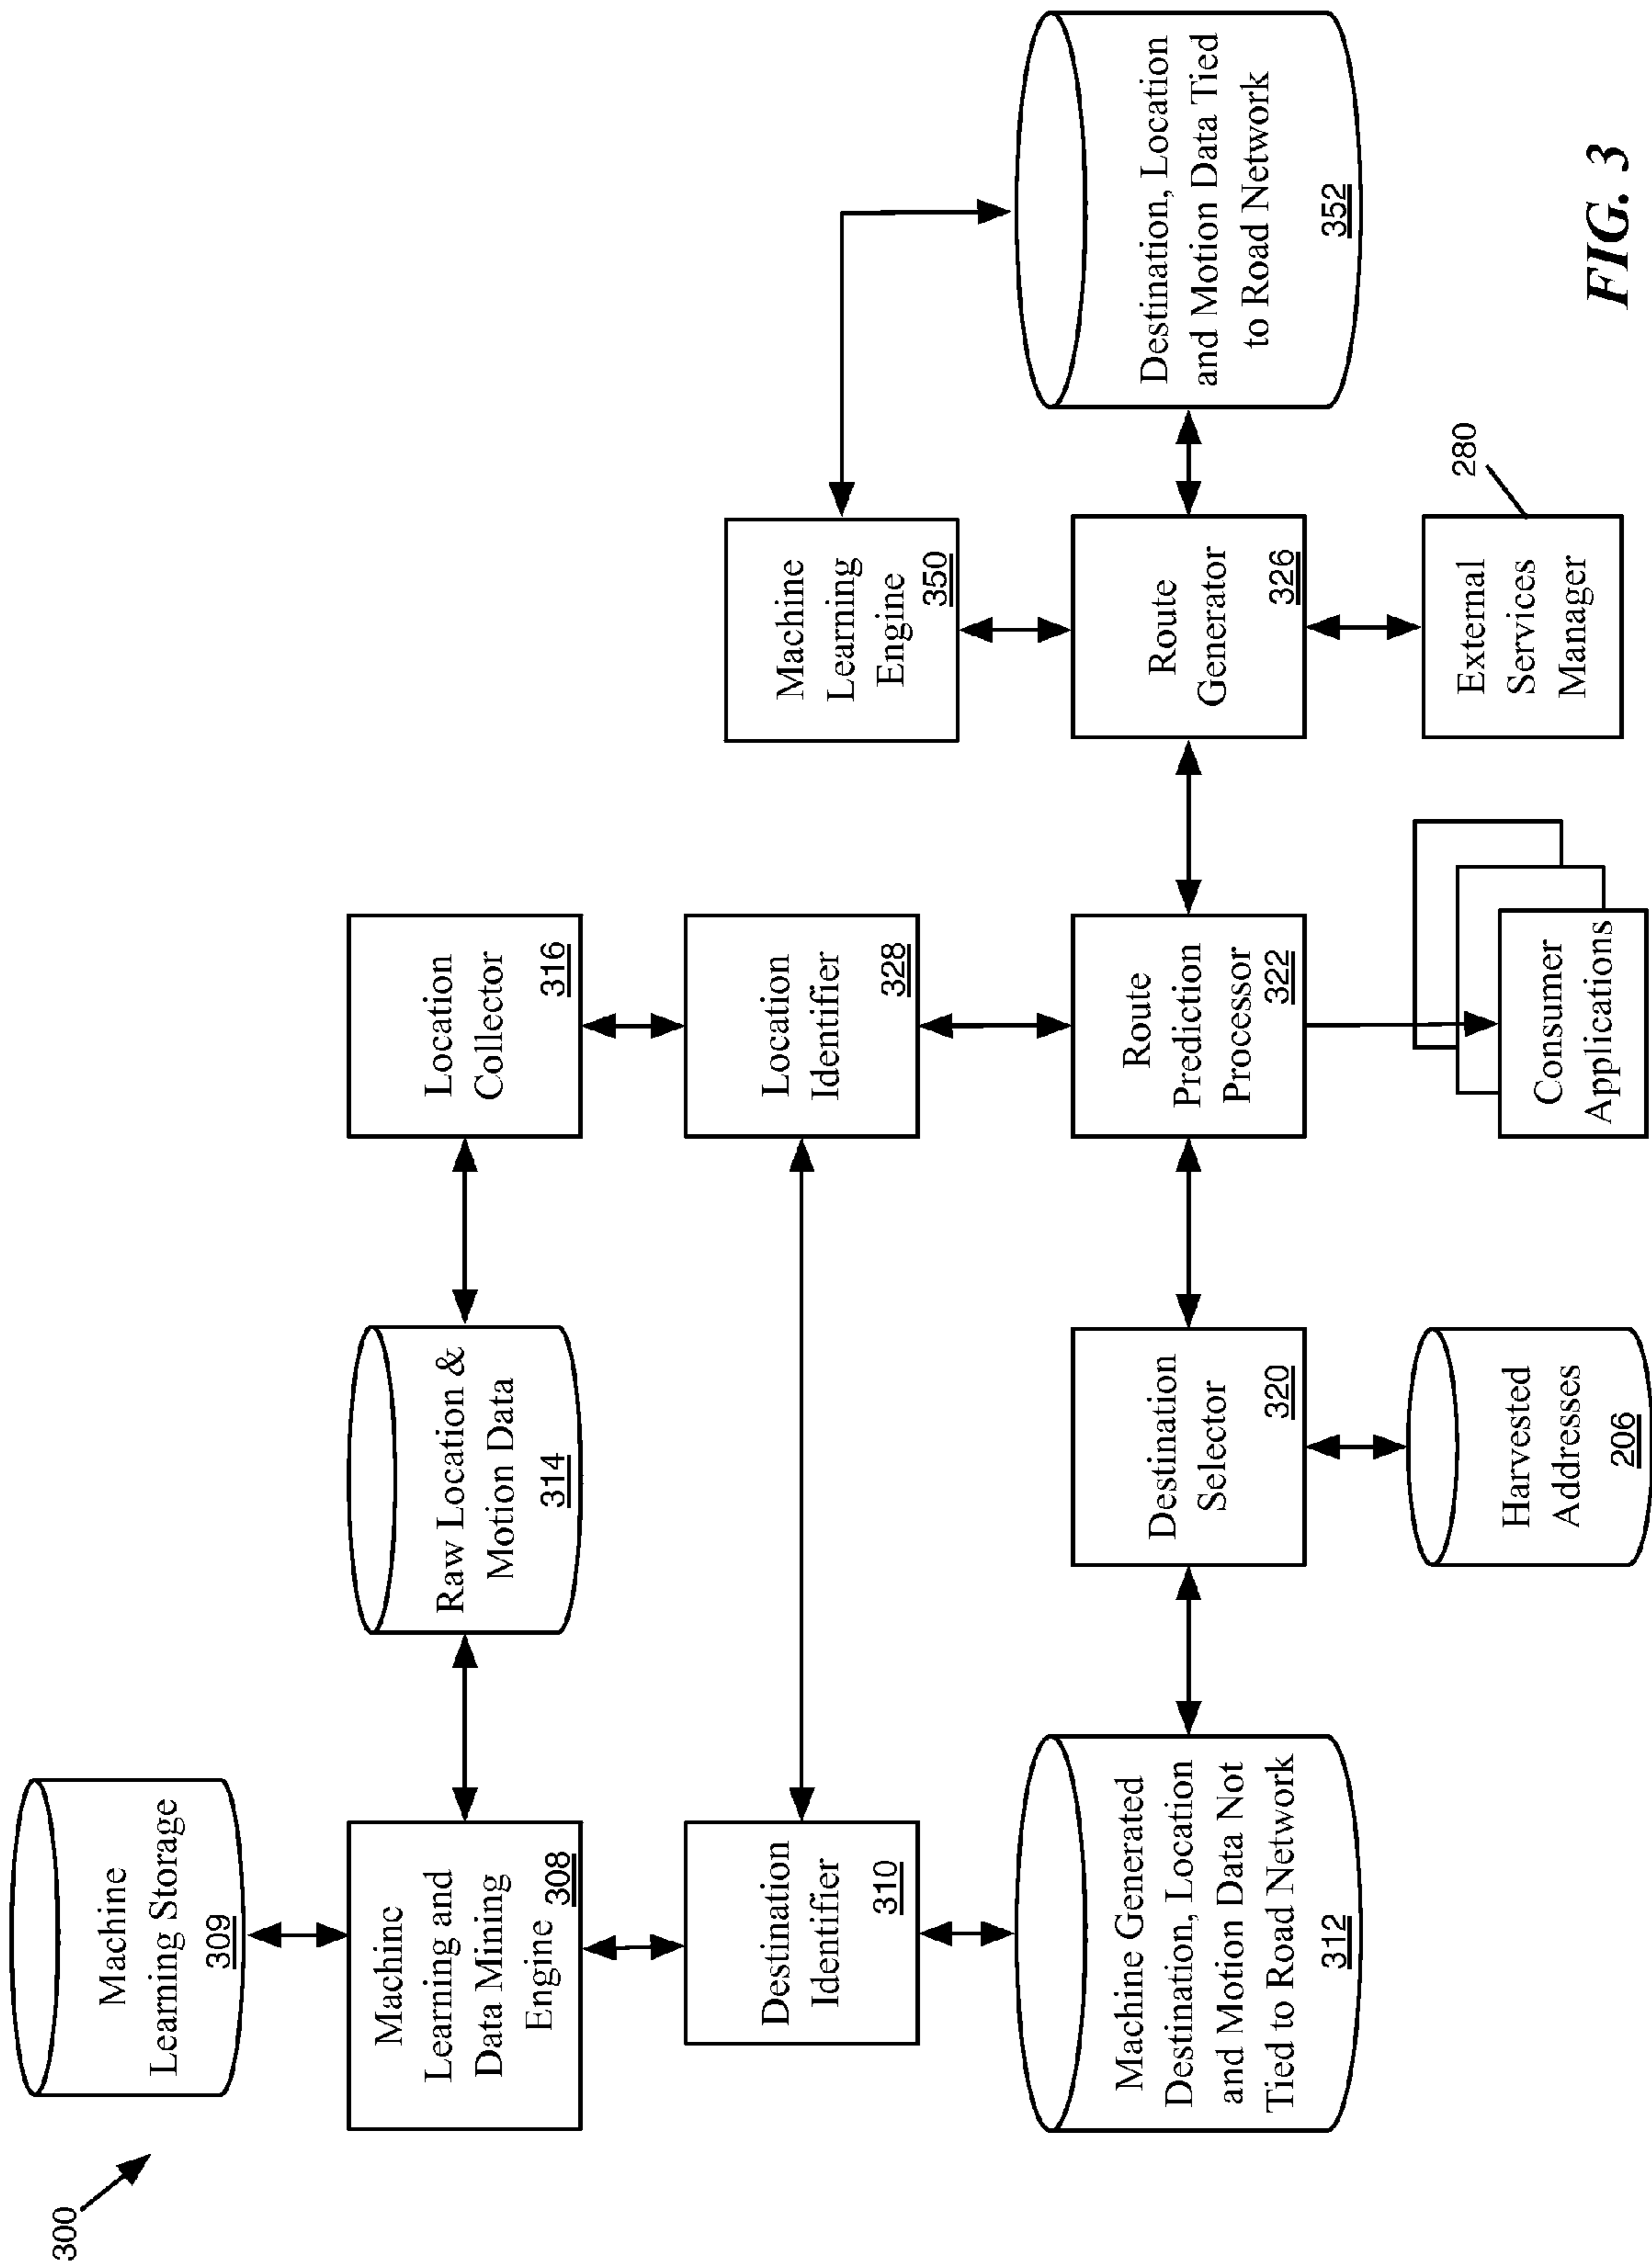 300
Machine
Learning Storage
309
Machine
Learning and
Data Mining
Engine 308
Raw Location &
Motion Data
314
Location
Collector
316
Destination
Identifier
310
Location
Identifier
328
Machine
Learning
Engine
350
Machine Generated
Destination, Location
and Motion Data Not
Tied to Road Network
312
Destination
Selector
320
Route
Prediction
Processor
322
Route
Generator
326
Destination, Location
and Motion Data Tied
to Road Network
352
Harvested
Addresses
206
Consumer
Applications
External
Services
Manager
280
FIG. 3